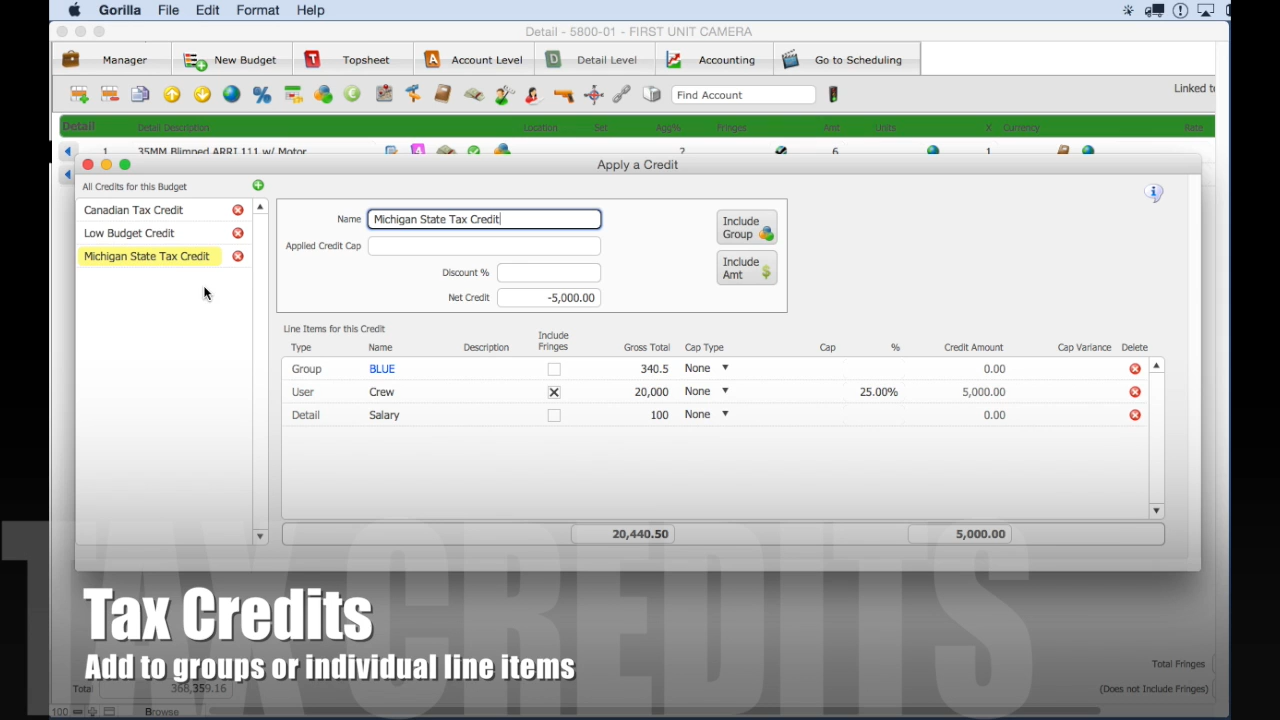 Gorilla File Edit Format Help
Detail - 5800-01 - FIRST UNIT CAMERA
Manager New Budget Topsheet Account Level Detail Level Accounting Go to Scheduling
Find Account
Linked t
Detail Detail Description Location Set Agg% Fringes Amt Units X Currency Rate
1 35MM Blimped ARRI 111 w/ Motor 4 ? 6 1
Apply a Credit
All Credits for this Budget
Canadian Tax Credit
Low Budget Credit
Michigan State Tax Credit
Name Michigan State Tax Credit
Applied Credit Cap
Discount %
Net Credit -5,000.00
Include Group
Include Amt
Line Items for this Credit
Type Name Description Include Fringes Gross Total Cap Type Cap % Credit Amount Cap Variance Delete
Group BLUE 340.5 None 0.00
User Crew 20,000 None 25.00% 5,000.00
Detail Salary 100 None 0.00
20,440.50 5,000.00
TAX CREDITS
Tax Credits
Add to groups or individual line items
Total 368,359.16
Total Fringes
(Does not Include Fringes)
100 Browse